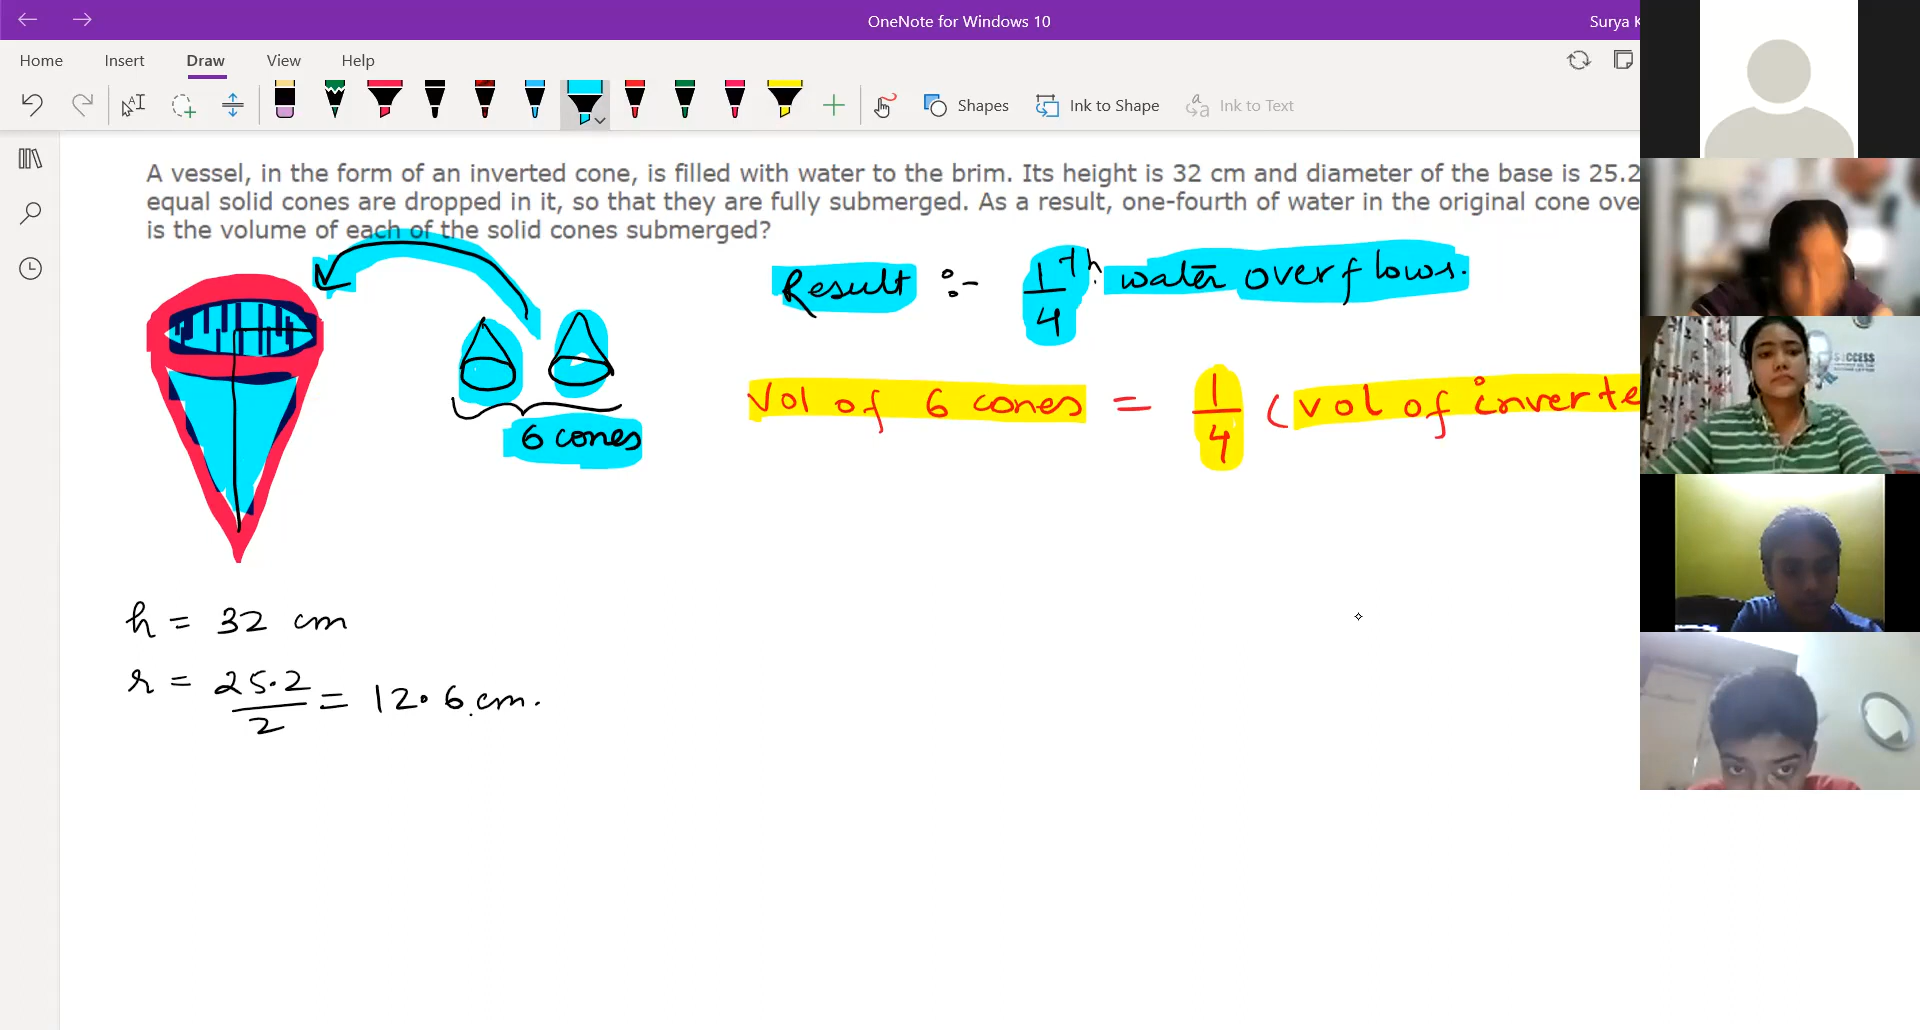 OneNote for Windows 10
Surya K
Home Insert Draw View Help
Shapes Ink to Shape Ink to Text
A vessel, in the form of an inverted cone, is filled with water to the brim. Its height is 32 cm and diameter of the base is 25.2
equal solid cones are dropped in it, so that they are fully submerged. As a result, one-fourth of water in the original cone ove
is the volume of each of the solid cones submerged?
Result :- 1/4 th water overflows.
6 cones
Vol of 6 cones = 1/4 (vol of inverte
h = 32 cm
r = 25.2/2 = 12.6 cm.
SUCCESS